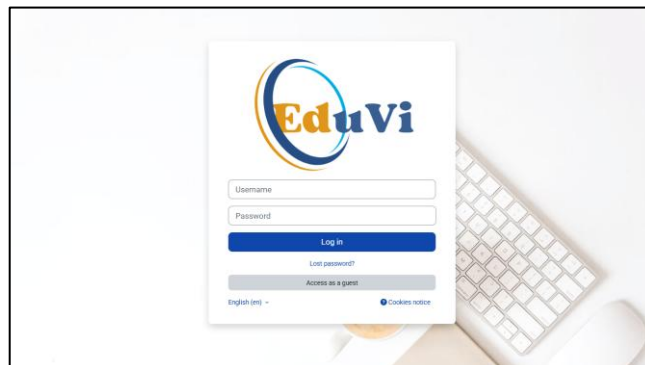 EduVi
Username
Password
Log in
Lost password?
Access as a guest
English (en)
Cookies notice